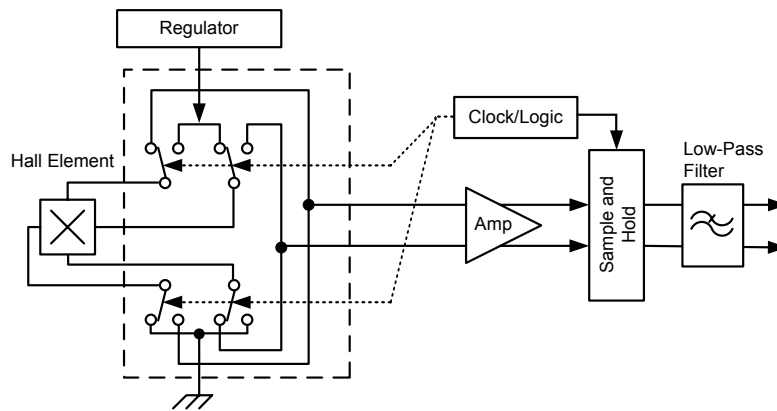 Regulator
Hall Element
Clock/Logic
Low-Pass
Filter
Amp
Sample and
Hold